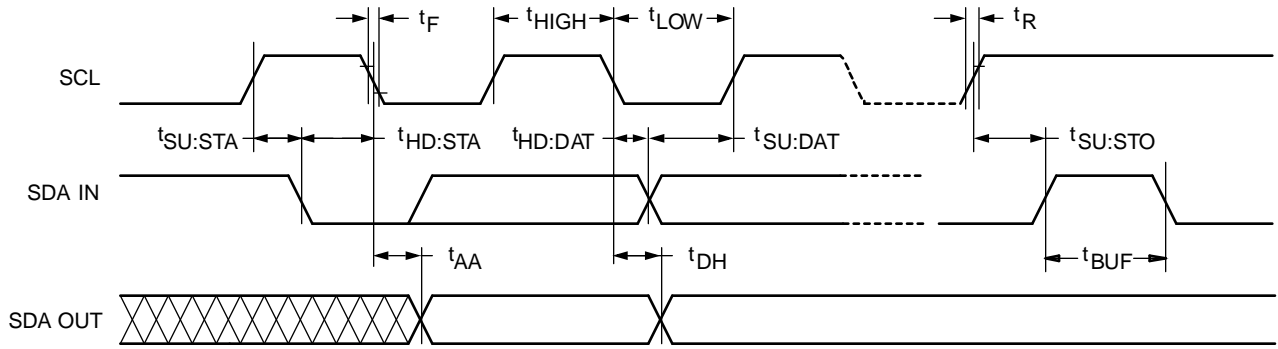 tF
tHIGH
tLOW
tR
SCL
tSU:STA
tHD:STA
tHD:DAT
tSU:DAT
tSU:STO
SDA IN
tAA
tDH
tBUF
SDA OUT